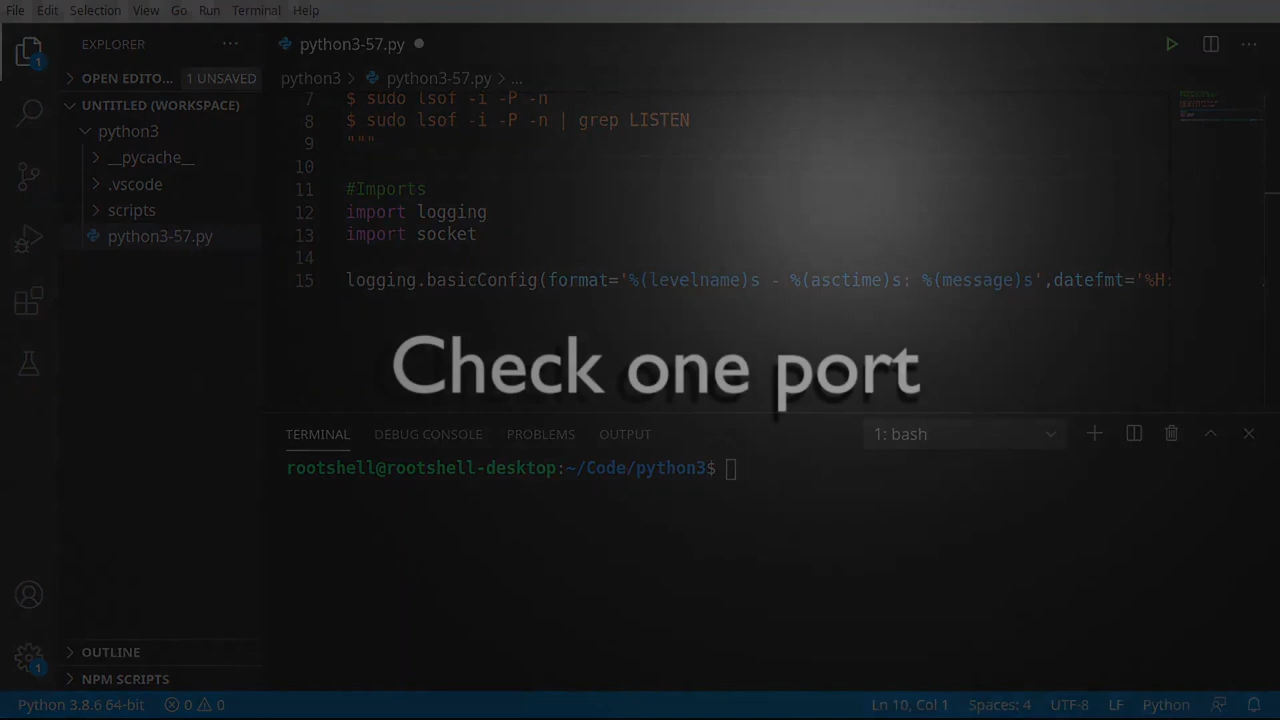 File Edit Selection View Go Run Terminal Help
EXPLORER ...
python3-57.py
OPEN EDITO... 1 UNSAVED
python3 > python3-57.py > ...
UNTITLED (WORKSPACE)
python3
__pycache__
.vscode
scripts
python3-57.py
7 $ sudo lsof -i -P -n
8 $ sudo lsof -i -P -n | grep LISTEN
9 """
10
11 #Imports
12 import logging
13 import socket
14
15 logging.basicConfig(format='%(levelname)s - %(asctime)s: %(message)s',datefmt='%H:
Check one port
TERMINAL DEBUG CONSOLE PROBLEMS OUTPUT 1: bash
rootshell@rootshell-desktop:~/Code/python3$
OUTLINE
NPM SCRIPTS
1
1
Python 3.8.6 64-bit 0 0 Ln 10, Col 1 Spaces: 4 UTF-8 LF Python